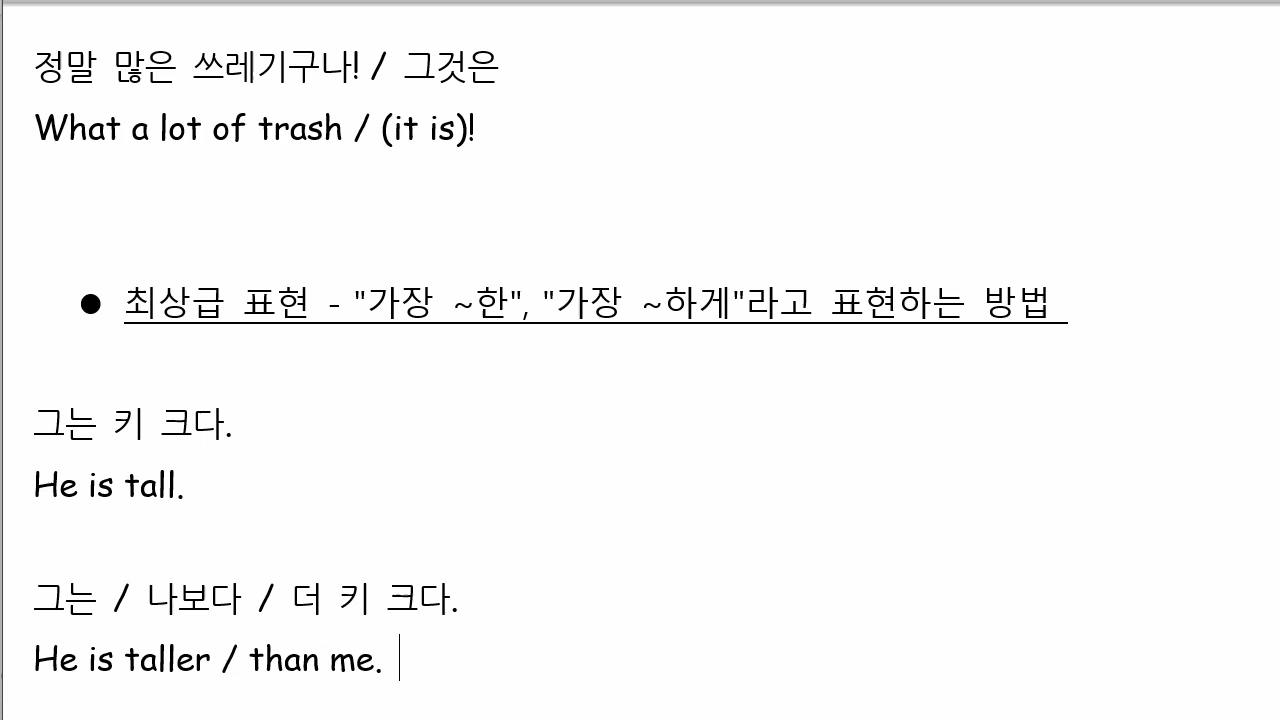 정말 많은 쓰레기구나! / 그것은
What a lot of trash / (it is)!
● 최상급 표현 - "가장 ~한", "가장 ~하게"라고 표현하는 방법
그는 키 크다.
He is tall.
그는 / 나보다 / 더 키 크다.
He is taller / than me.